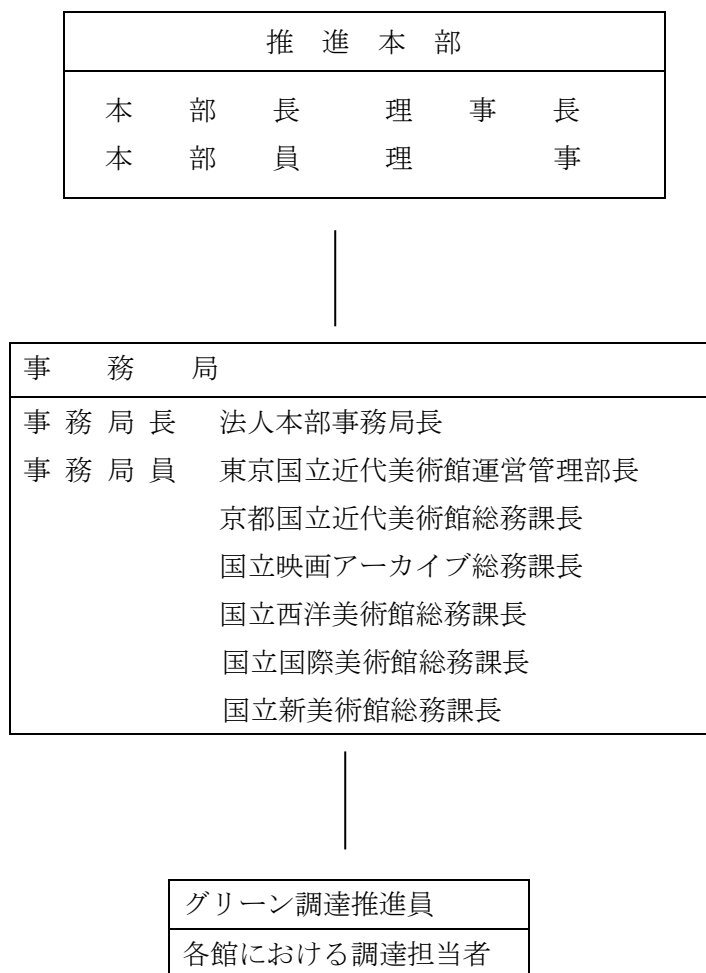 推進本部
本部長 理事長
本部員 理事
事務局
事務局長 法人本部事務局長
事務局員 東京国立近代美術館運営管理部長
京都国立近代美術館総務課長
国立映画アーカイブ総務課長
国立西洋美術館総務課長
国立国際美術館総務課長
国立新美術館総務課長
グリーン調達推進員
各館における調達担当者